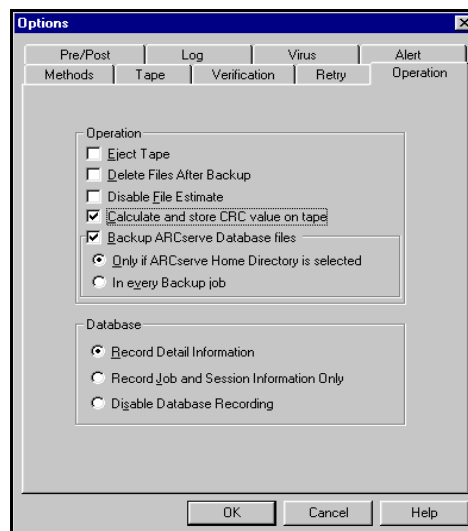 Options
Pre/Post Log Virus Alert
Methods Tape Verification Retry Operation
Operation
Eject Tape
Delete Files After Backup
Disable File Estimate
Calculate and store CRC value on tape
Backup ARCserve Database files
Only if ARCserve Home Directory is selected
In every Backup job
Database
Record Detail Information
Record Job and Session Information Only
Disable Database Recording
OK Cancel Help